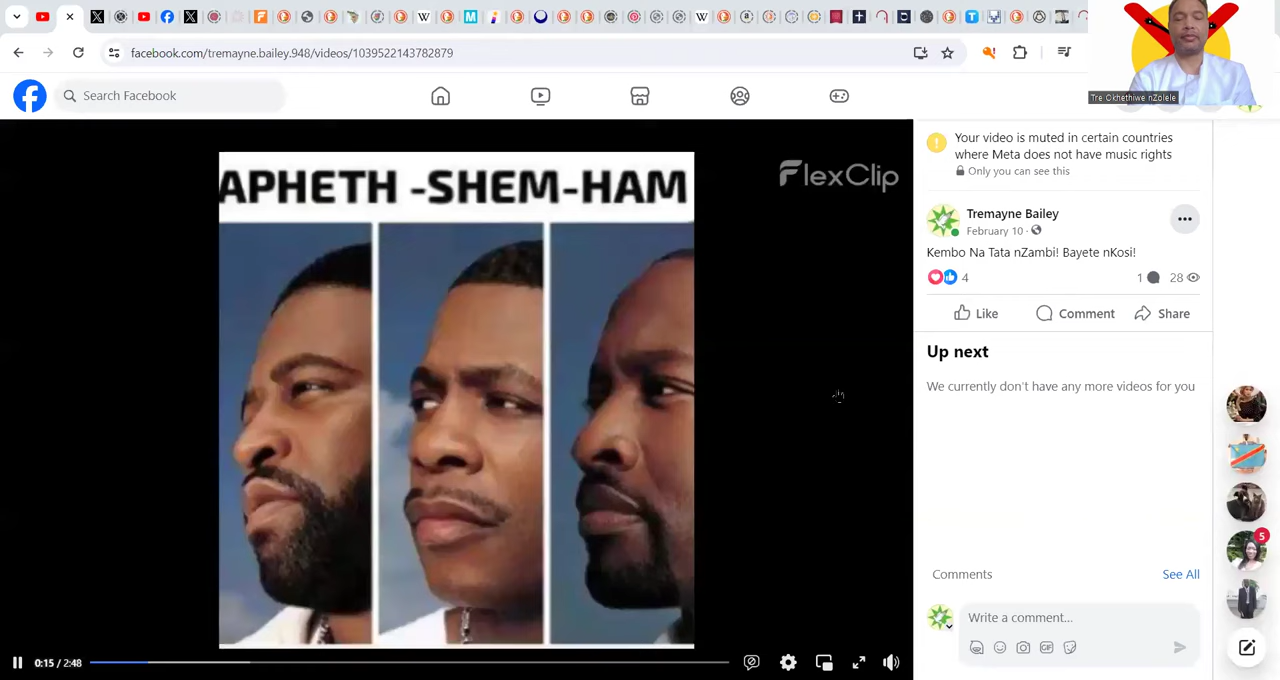 facebook.com/tremayne.bailey.948/videos/1039522143782879
Tre Okhethiwe nZolele
Search Facebook
APHETH -SHEM-HAM
FlexClip
Your video is muted in certain countries
where Meta does not have music rights
Only you can see this
Tremayne Bailey
February 10 ·
Kembo Na Tata nZambi! Bayete nKosi!
4
1
28
Like
Comment
Share
Up next
We currently don't have any more videos for you
5
Comments
See All
Write a comment...
GIF
0:15 / 2:48